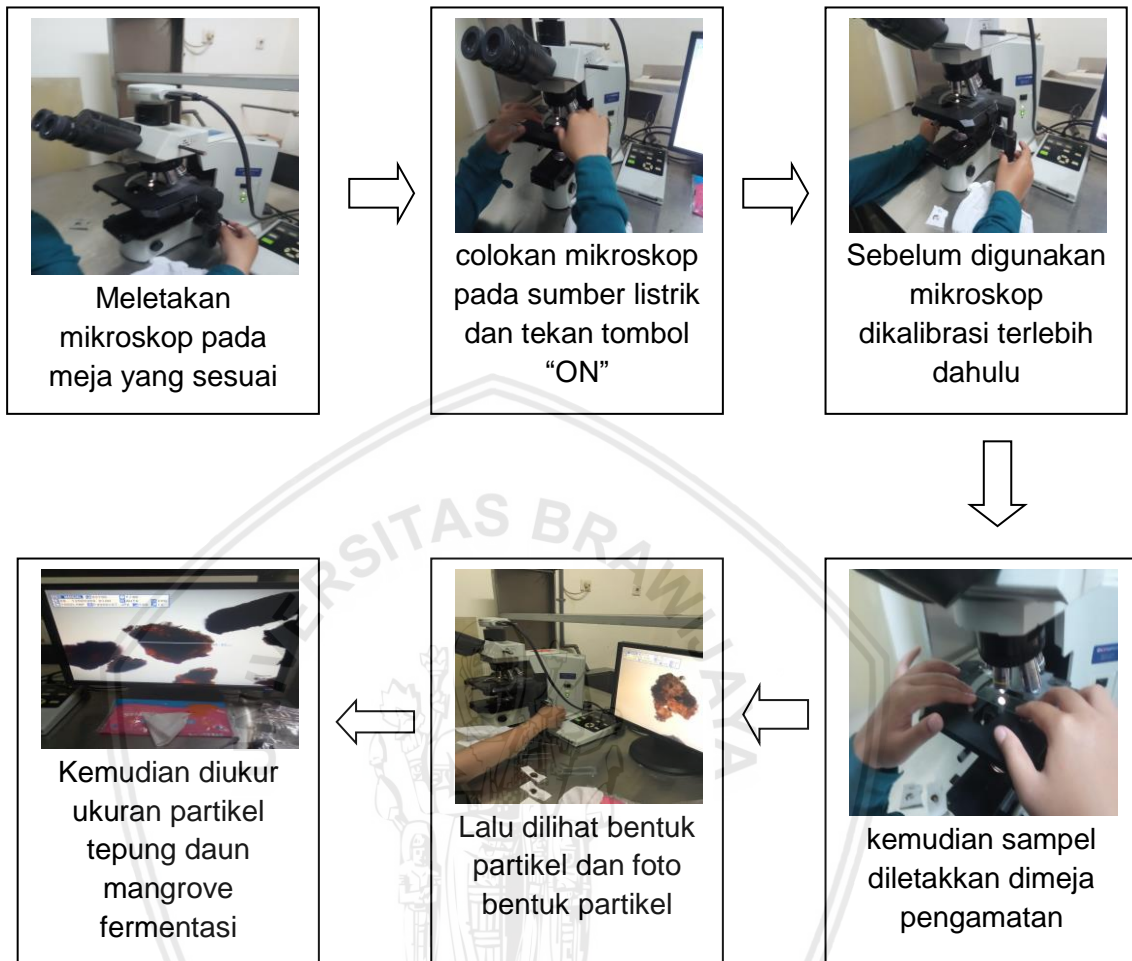 Meletakan
mikroskop pada
meja yang sesuai
colokan mikroskop
pada sumber listrik
dan tekan tombol
“ON”
Sebelum digunakan
mikroskop
dikalibrasi terlebih
dahulu
kemudian sampel
diletakkan dimeja
pengamatan
Lalu dilihat bentuk
partikel dan foto
bentuk partikel
Kemudian diukur
ukuran partikel
tepung daun
mangrove
fermentasi